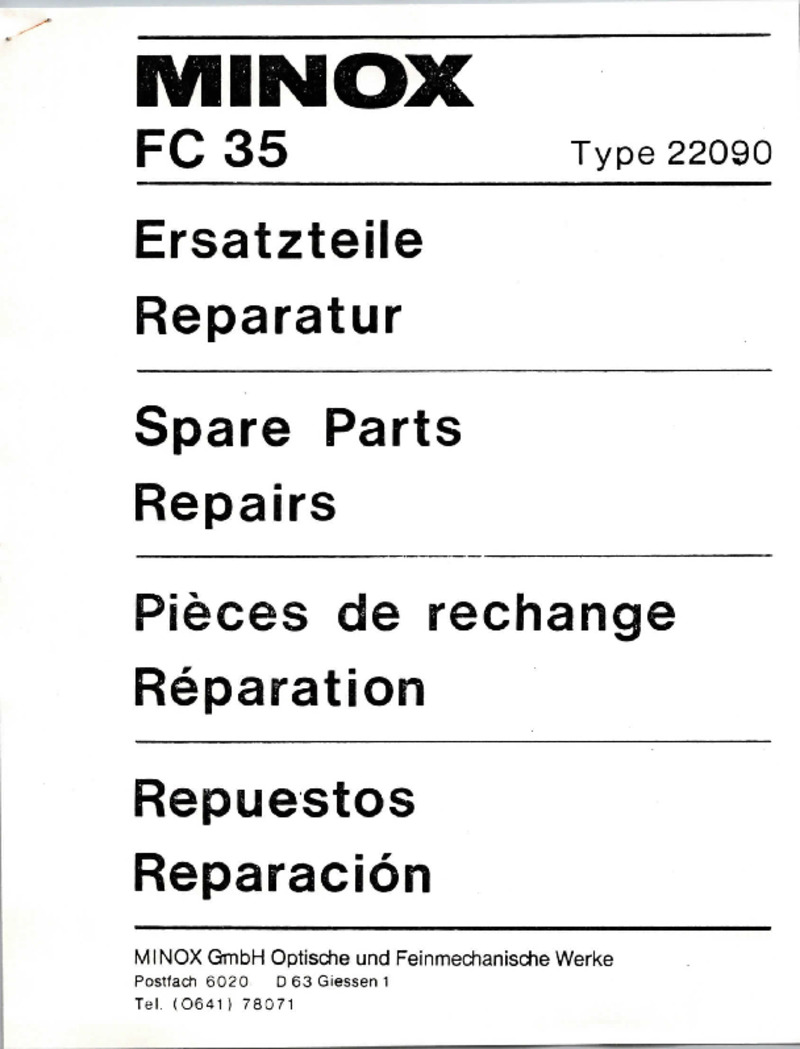 MINOX
FC 35 Type 22090
Ersatzteile
Reparatur
Spare Parts
Repairs
Pièces de rechange
Réparation
Repuestos
Reparación
MINOX GmbH Optische und Feinmechanische Werke
Postfach 6020 D 63 Giessen 1
Tel. (0641) 78071